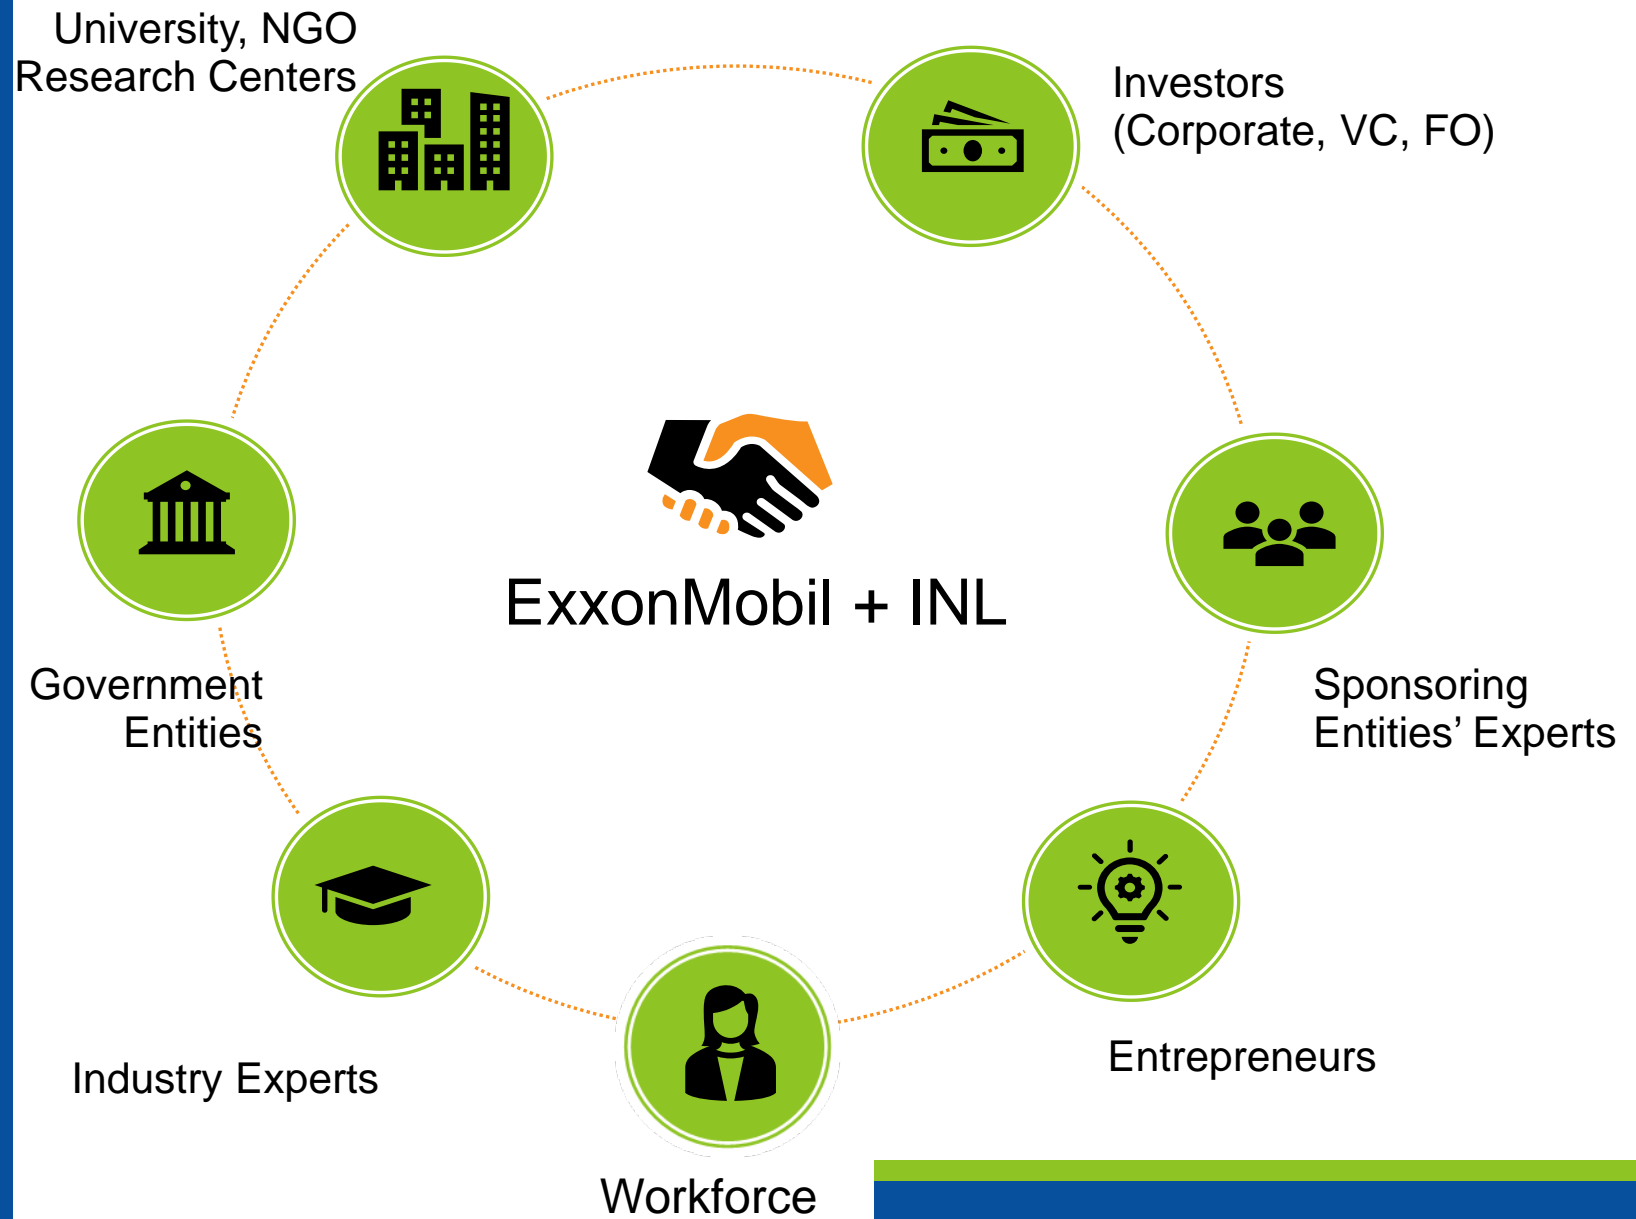 University, NGO
Research Centers
Investors
(Corporate, VC, FO)
ExxonMobil + INL
Government
Entities
Sponsoring
Entities’ Experts
Industry Experts
Entrepreneurs
Workforce